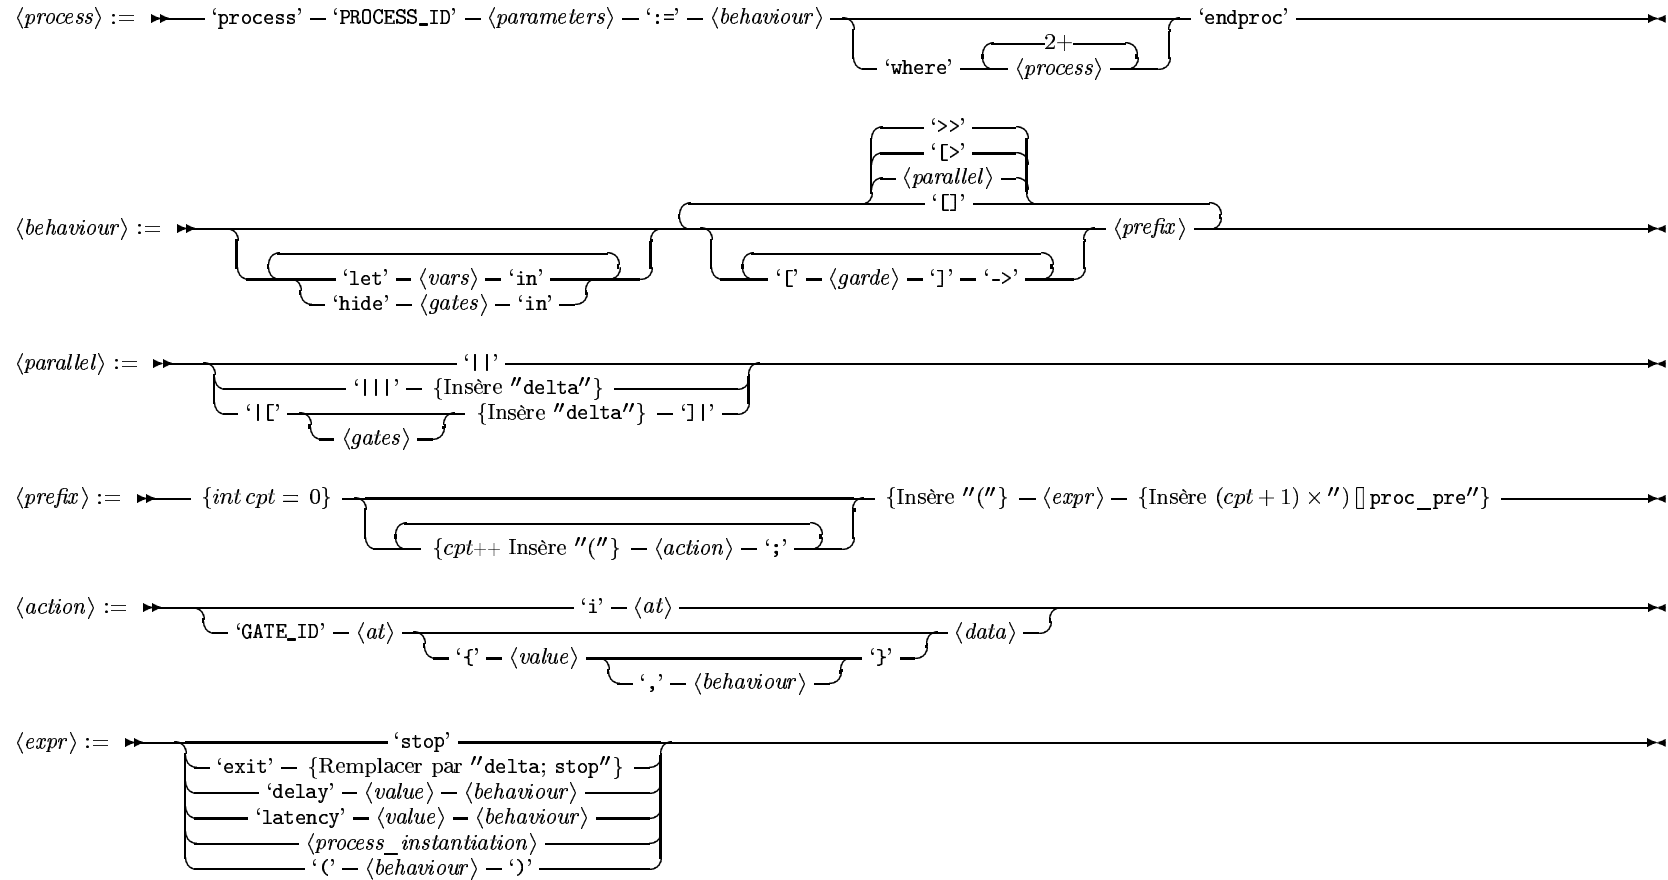 ⟨process⟩ := ‘process’ – ‘PROCESS_ID’ – ⟨parameters⟩ – ‘:=’ – ⟨behaviour⟩ ‘endproc’
2+
‘where’ ⟨process⟩
‘>>’
‘[>’
⟨parallel⟩
‘[]’
⟨behaviour⟩ := ⟨prefix⟩
‘let’ – ⟨vars⟩ – ‘in’ ‘[’ – ⟨garde⟩ – ‘]’ – ‘->’
‘hide’ – ⟨gates⟩ – ‘in’
⟨parallel⟩ := ‘||’
‘|||’ – {Insère "delta"}
‘|[’ {Insère "delta"} – ‘]|’
⟨gates⟩
⟨prefix⟩ := {int cpt = 0} {Insère "("} – ⟨expr⟩ – {Insère (cpt + 1) × ") [] proc_pre"}
{cpt++ Insère "("} – ⟨action⟩ – ‘;’
⟨action⟩ := ‘i’ – ⟨at⟩
‘GATE_ID’ – ⟨at⟩ ⟨data⟩
‘{’ – ⟨value⟩ ‘}’
‘,’ – ⟨behaviour⟩
⟨expr⟩ := ‘stop’
‘exit’ – {Remplacer par "delta; stop"}
‘delay’ – ⟨value⟩ – ⟨behaviour⟩
‘latency’ – ⟨value⟩ – ⟨behaviour⟩
⟨process_instantiation⟩
‘(’ – ⟨behaviour⟩ – ‘)’